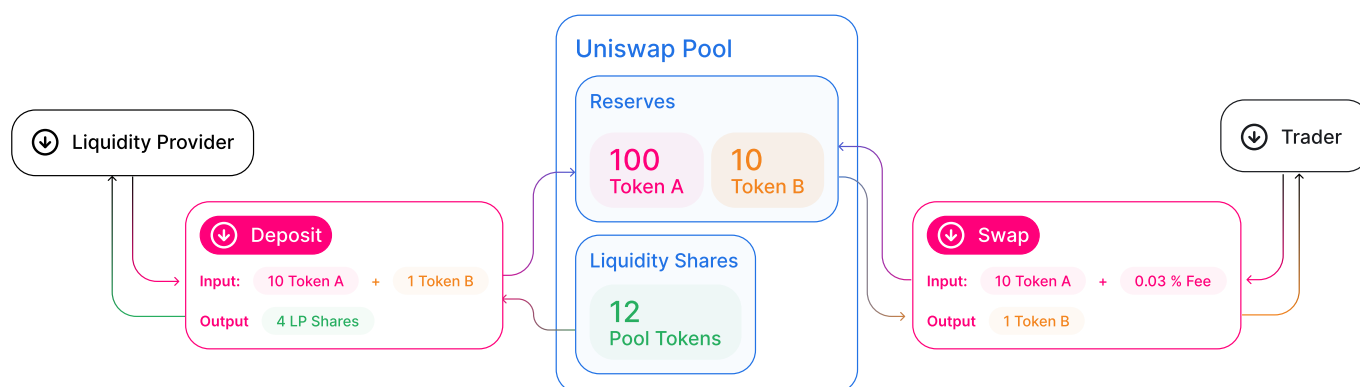 Uniswap Pool
Reserves
100
Token A
10
Token B
Liquidity Provider
Trader
Deposit
Input: 10 Token A + 1 Token B
Output 4 LP Shares
Liquidity Shares
12
Pool Tokens
Swap
Input: 10 Token A + 0.03 % Fee
Output 1 Token B